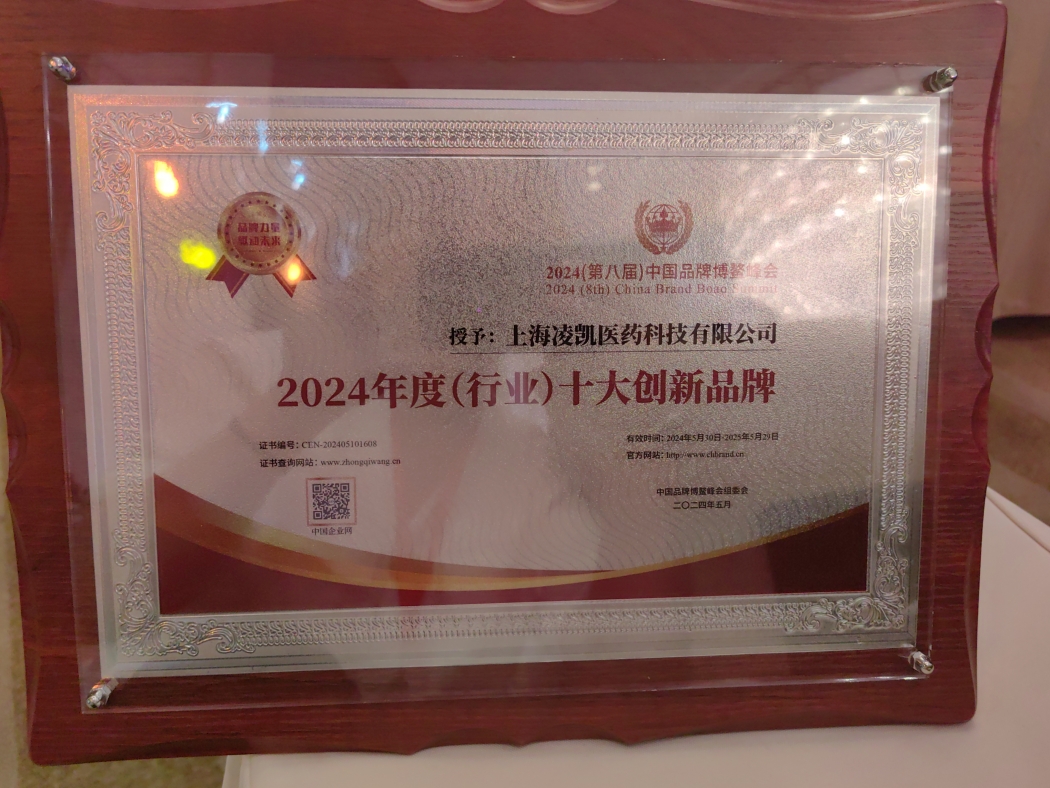 品牌力量
驱动未来
2024(第八届)中国品牌博鳌峰会
2024 (8th) China Brand Boao Summit
授予：上海凌凯医药科技有限公司
2024年度(行业)十大创新品牌
证书编号：CEN-202405101608
证书查询网站：www.zhongqiwang.cn
中国企业网
有效时间：2024年5月30日-2025年5月29日
官方网站：http://www.chbrand.cn
中国品牌博鳌峰会组委会
二〇二四年五月